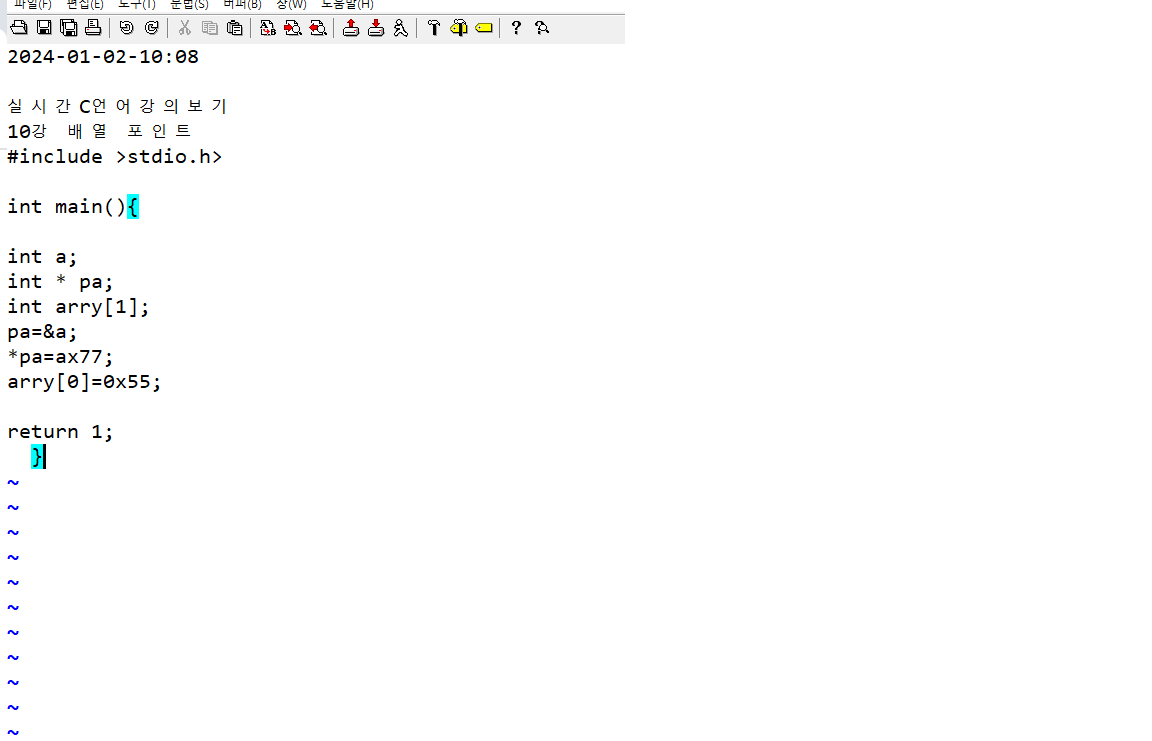 파일(F) 편집(E) 도구(T) 문법(S) 버퍼(B) 창(W) 도움말(H)
2024-01-02-10:08
실시간 C언어강의보기
10강 배열 포인트
#include >stdio.h>
int main(){
int a;
int * pa;
int arry[1];
pa=&a;
*pa=ax77;
arry[0]=0x55;
return 1;
}
~
~
~
~
~
~
~
~
~
~
~